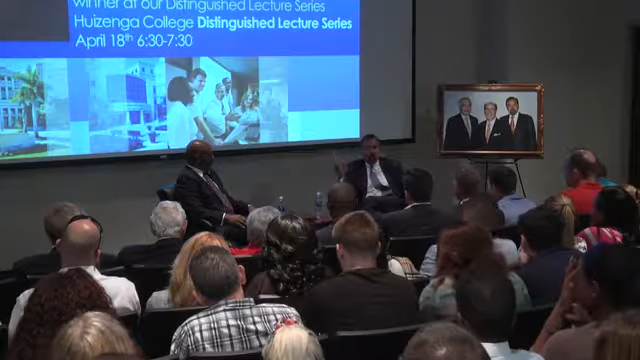 winner at our Distinguished Lecture Series
Huizenga College Distinguished Lecture Series
April 18th 6:30-7:30